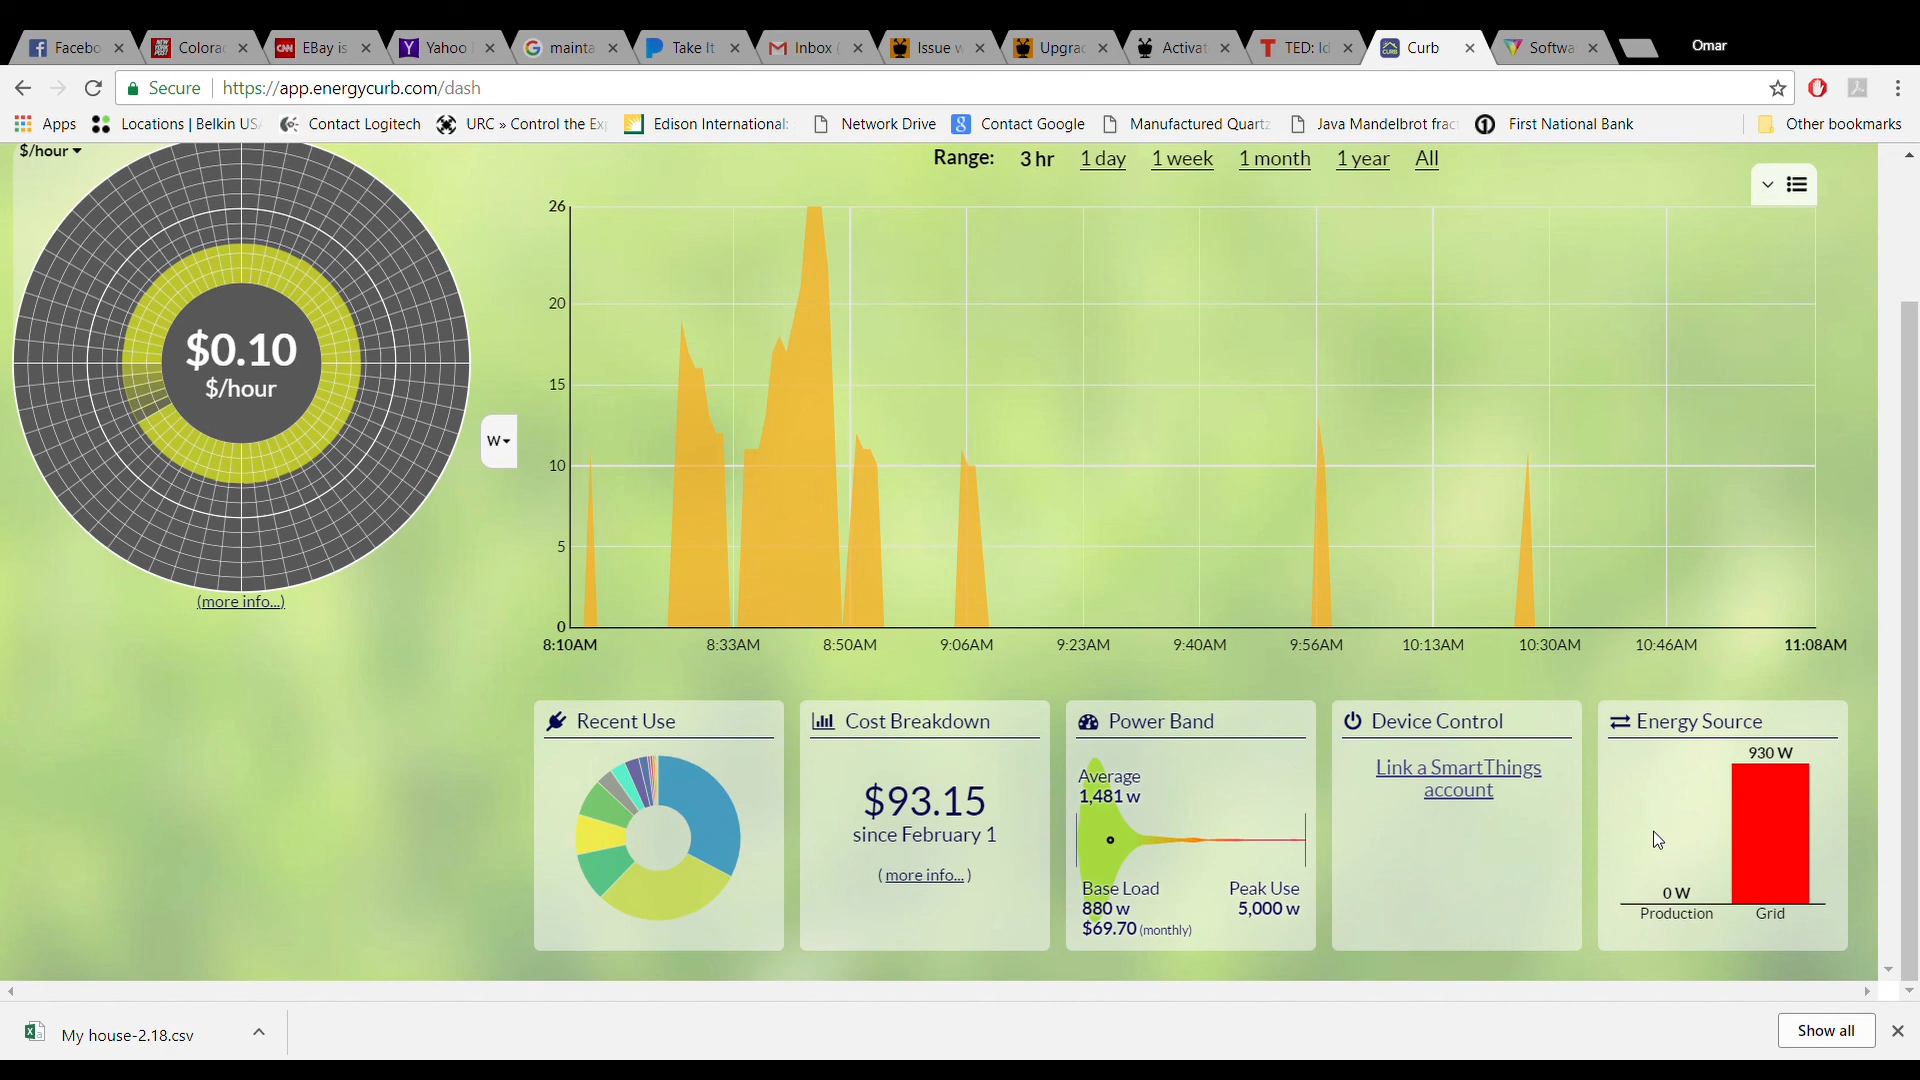 Facebo
Colorac
EBay is
Yahoo
mainta
Take It
Inbox (
Issue w
Upgrad
Activat
TED: Id
Curb
Softwa
Omar
Secure https://app.energycurb.com/dash
Apps
Locations | Belkin USA
Contact Logitech
URC » Control the Exp
Edison International:
Network Drive
Contact Google
Manufactured Quartz
Java Mandelbrot fract
First National Bank
Other bookmarks
$/hour
Range: 3 hr 1 day 1 week 1 month 1 year All
$0.10
$/hour
(more info...)
W
26
20
15
10
5
0
8:10AM 8:33AM 8:50AM 9:06AM 9:23AM 9:40AM 9:56AM 10:13AM 10:30AM 10:46AM 11:08AM
Recent Use
Cost Breakdown
$93.15
since February 1
( more info... )
Power Band
Average
1,481 w
Base Load
880 w
$69.70 (monthly)
Peak Use
5,000 w
Device Control
Link a SmartThings
account
Energy Source
930 W
0 W
Production
Grid
My house-2.18.csv
Show all